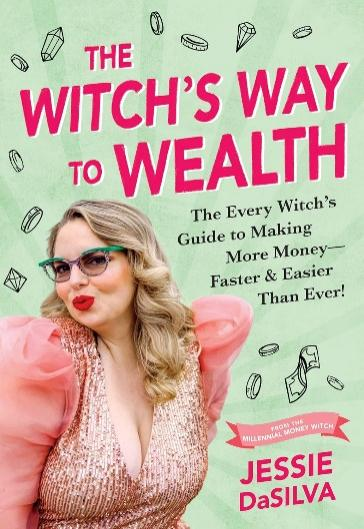 THE
WITCH'S WAY
TO WEALTH
The Every Witch's
Guide to Making
More Money—
Faster & Easier
Than Ever!
FROM THE
MILLENNIAL MONEY WITCH
JESSIE
DaSILVA